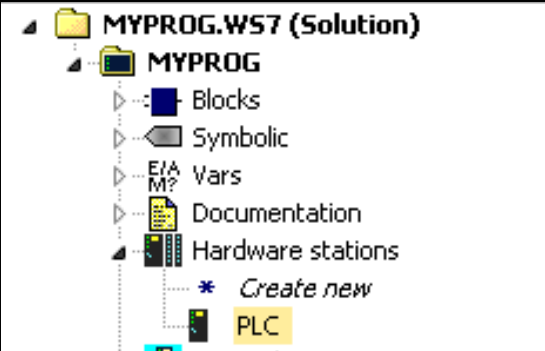 MYPROG.WS7 (Solution)
MYPROG
Blocks
Symbolic
E/A M? Vars
Documentation
Hardware stations
* Create new
PLC